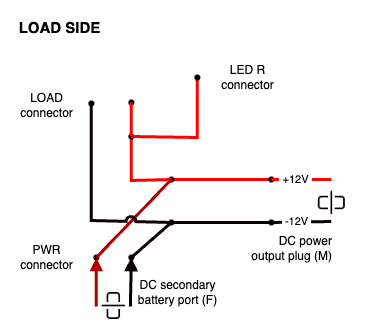 LOAD SIDE
LED R
connector
LOAD
connector
+12V
-12V
DC power
output plug (M)
PWR
connector
DC secondary
battery port (F)